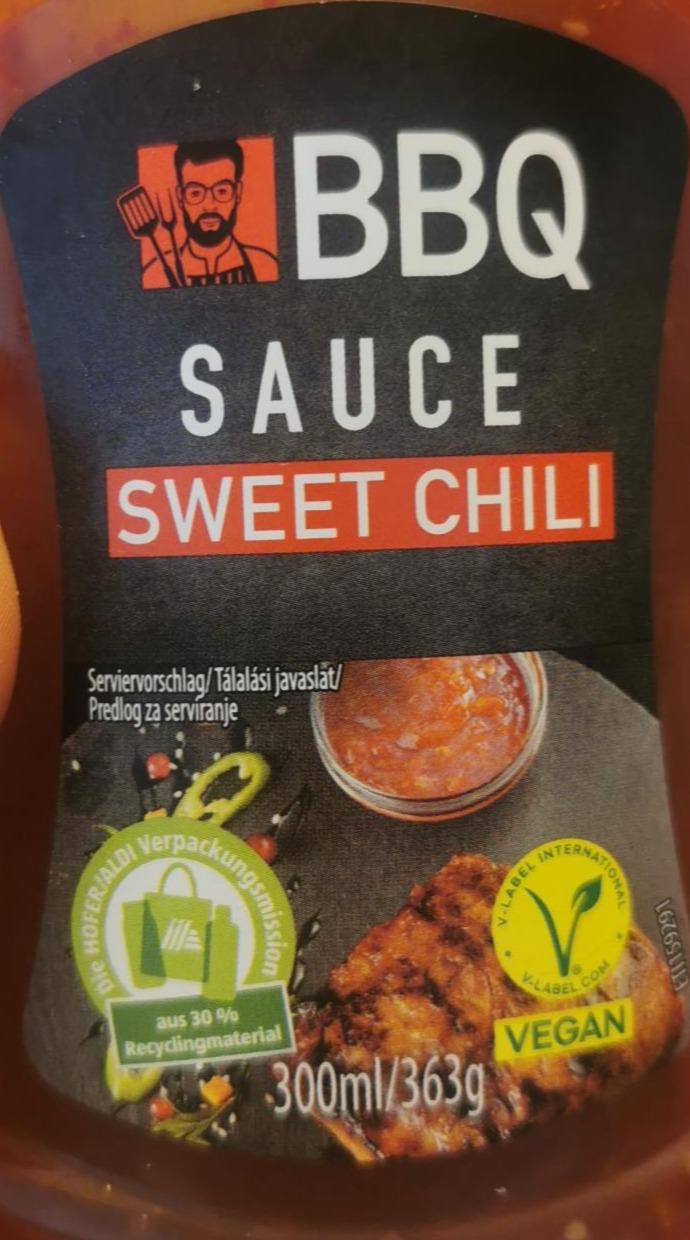 BBQ
SAUCE
SWEET CHILI
Serviervorschlag/ Tálalási javaslat/
Predlog za serviranje
Die HOFER/ALDI Verpackungsmission
aus 30 %
Recyclingmaterial
V-LABEL INTERNATIONAL
V-LABEL.COM
VEGAN
300ml/363g